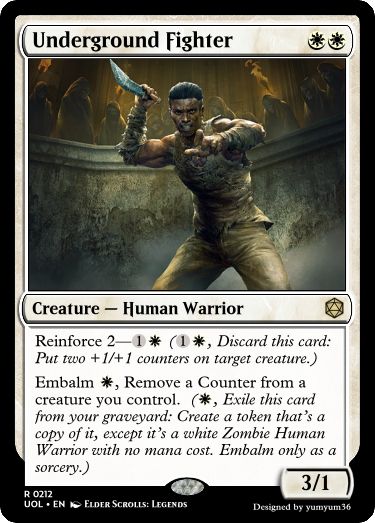 Underground Fighter
Creature — Human Warrior
Reinforce 2—1 (1, Discard this card:
Put two +1/+1 counters on target creature.)
Embalm , Remove a Counter from a
creature you control. (, Exile this card
from your graveyard: Create a token that's a
copy of it, except it's a white Zombie Human
Warrior with no mana cost. Embalm only as a
sorcery.)
3/1
R 0212
UOL • EN Elder Scrolls: Legends
Designed by yumyum36